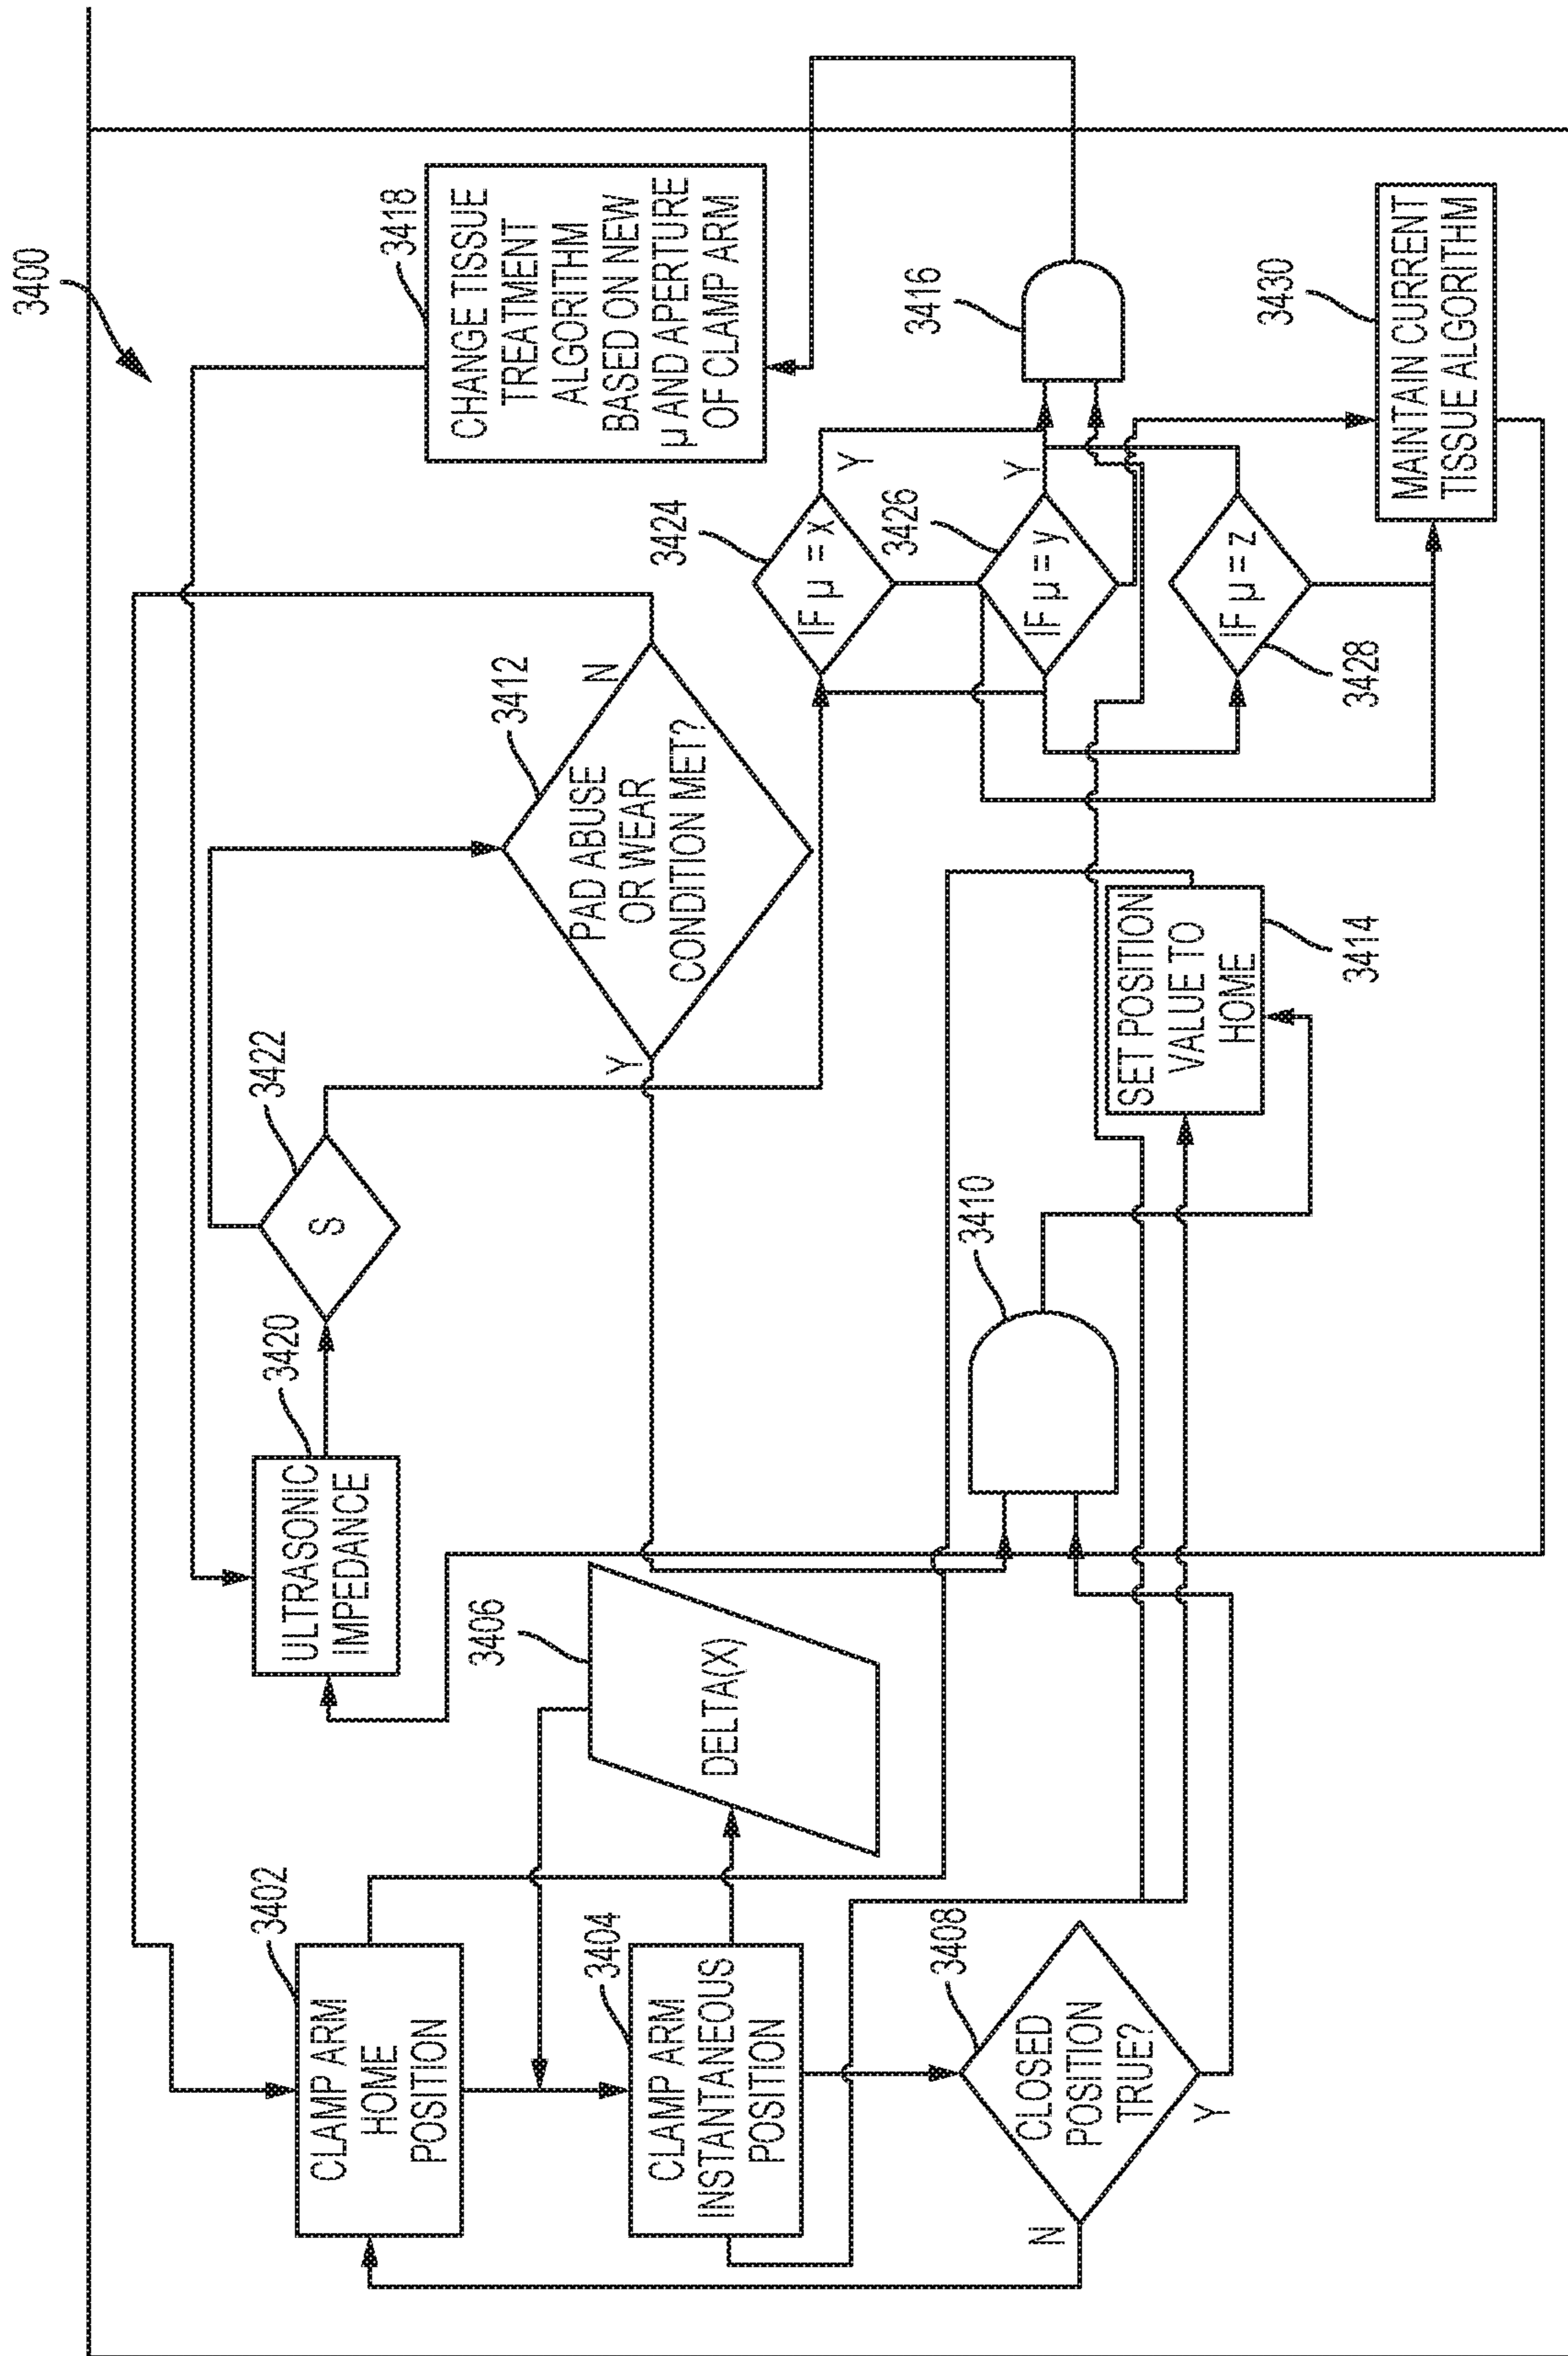 3400
3402
CLAMP ARM
HOME
POSITION
3404
CLAMP ARM
INSTANTANEOUS
POSITION
3408
CLOSED
POSITION
TRUE?
N
Y
3406
DELTA(X)
3420
ULTRASONIC
IMPEDANCE
3422
S
3412
PAD ABUSE
OR WEAR
CONDITION MET?
Y
N
3410
SET POSITION
VALUE TO
HOME
3414
3418
CHANGE TISSUE
TREATMENT
ALGORITHM
BASED ON NEW
μ AND APERTURE
OF CLAMP ARM
3424
IF μ = x
Y
3426
IF μ = y
Y
IF μ = z
3428
3416
3430
MAINTAIN CURRENT
TISSUE ALGORITHM